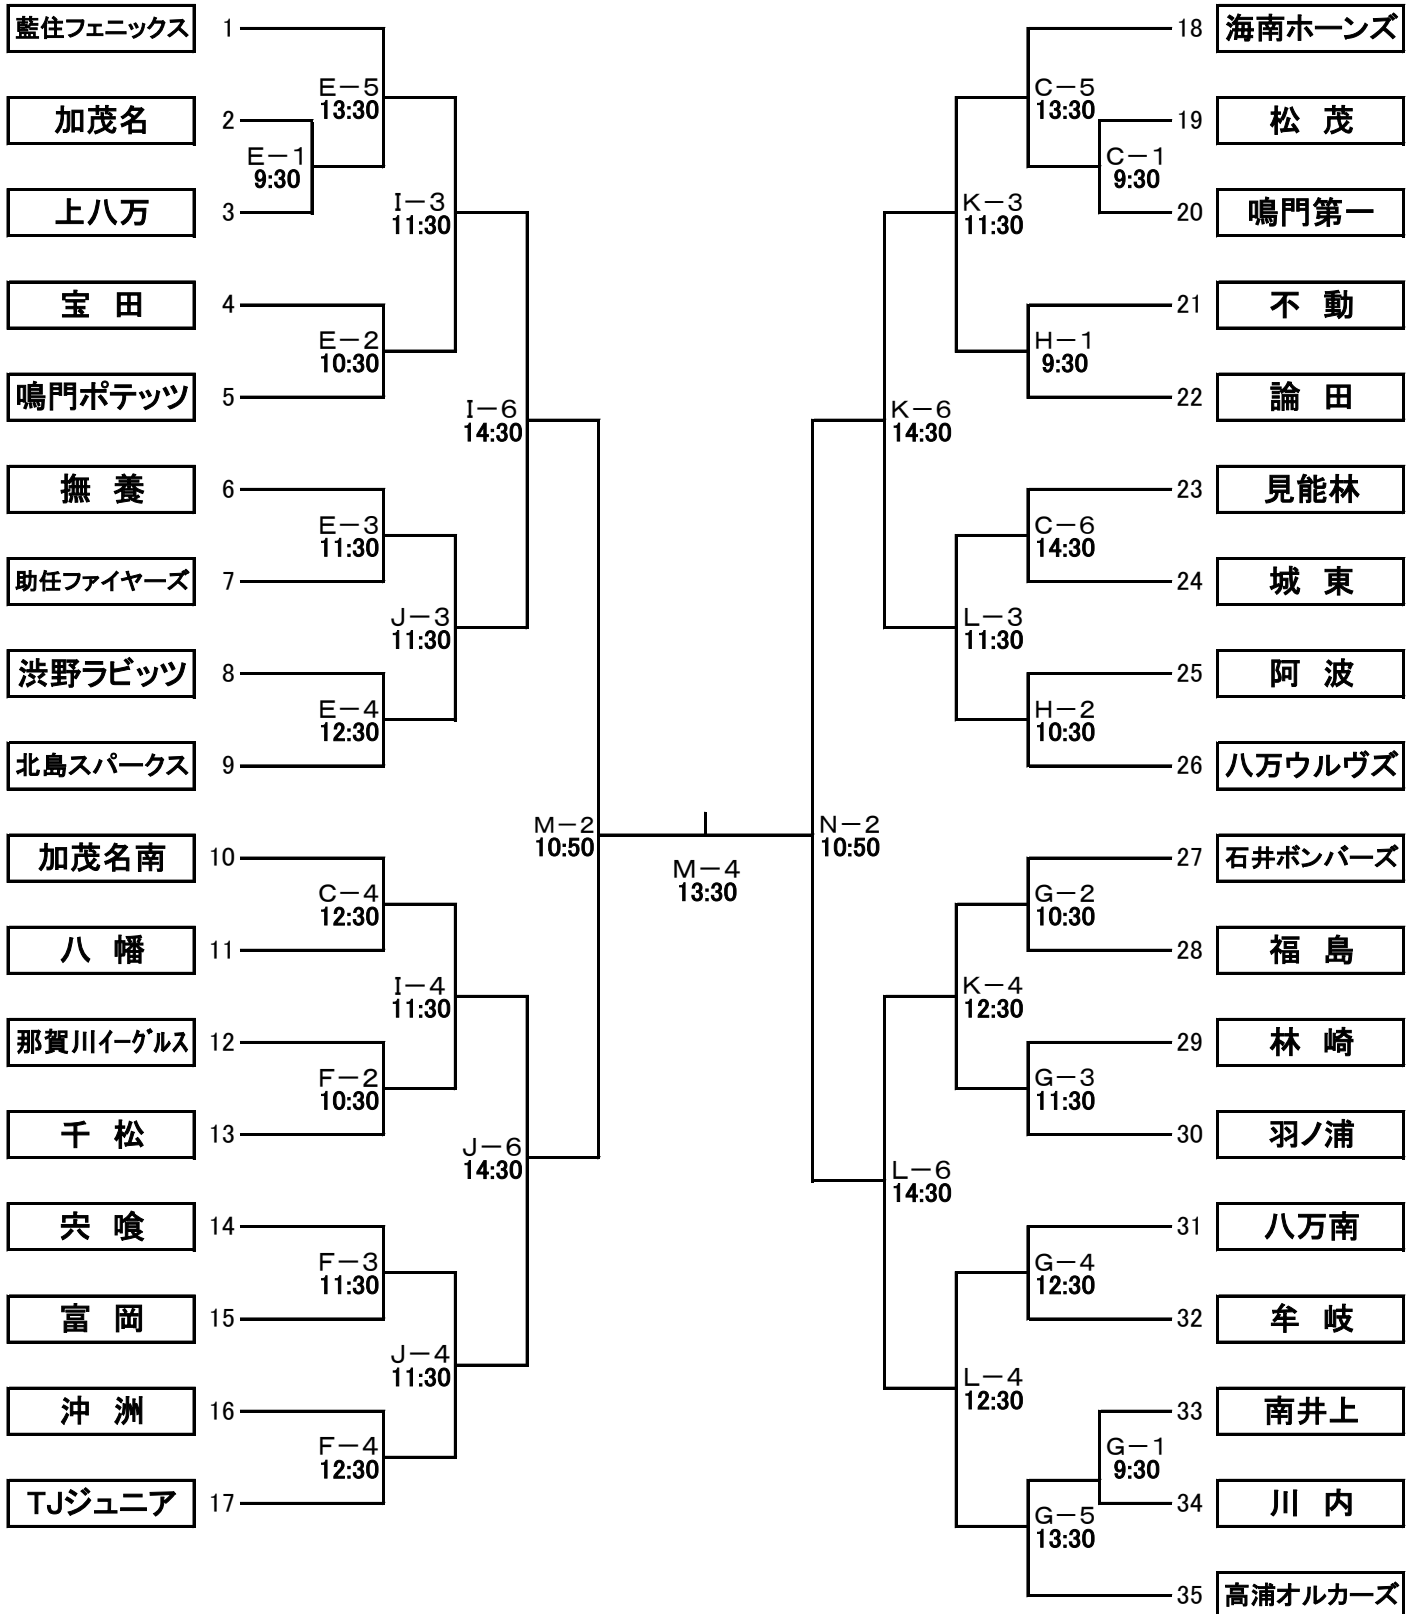 藍住フェニックス 1
E－5
13:30
加茂名 2
E－1
9:30
上八万 3
I－3
11:30
宝 田 4
E－2
10:30
鳴門ポテッツ 5
I－6
14:30
撫 養 6
E－3
11:30
助任ファイヤーズ 7
J－3
11:30
渋野ラビッツ 8
E－4
12:30
北島スパークス 9
M－2
10:50
加茂名南 10
C－4
12:30
八 幡 11
I－4
11:30
那賀川ｲｰｸﾞﾙｽ 12
F－2
10:30
千 松 13
J－6
14:30
宍 喰 14
F－3
11:30
富 岡 15
J－4
11:30
沖 洲 16
F－4
12:30
TJジュニア 17
M－4
13:30
18 海南ホーンズ
C－5
13:30
19 松 茂
C－1
9:30
20 鳴門第一
K－3
11:30
21 不 動
H－1
9:30
22 論 田
K－6
14:30
23 見能林
C－6
14:30
24 城 東
L－3
11:30
25 阿 波
H－2
10:30
26 八万ウルヴズ
N－2
10:50
27 石井ボンバーズ
G－2
10:30
28 福 島
K－4
12:30
29 林 崎
G－3
11:30
30 羽ノ浦
L－6
14:30
31 八万南
G－4
12:30
32 牟 岐
L－4
12:30
33 南井上
G－1
9:30
34 川 内
G－5
13:30
35 高浦オルカーズ